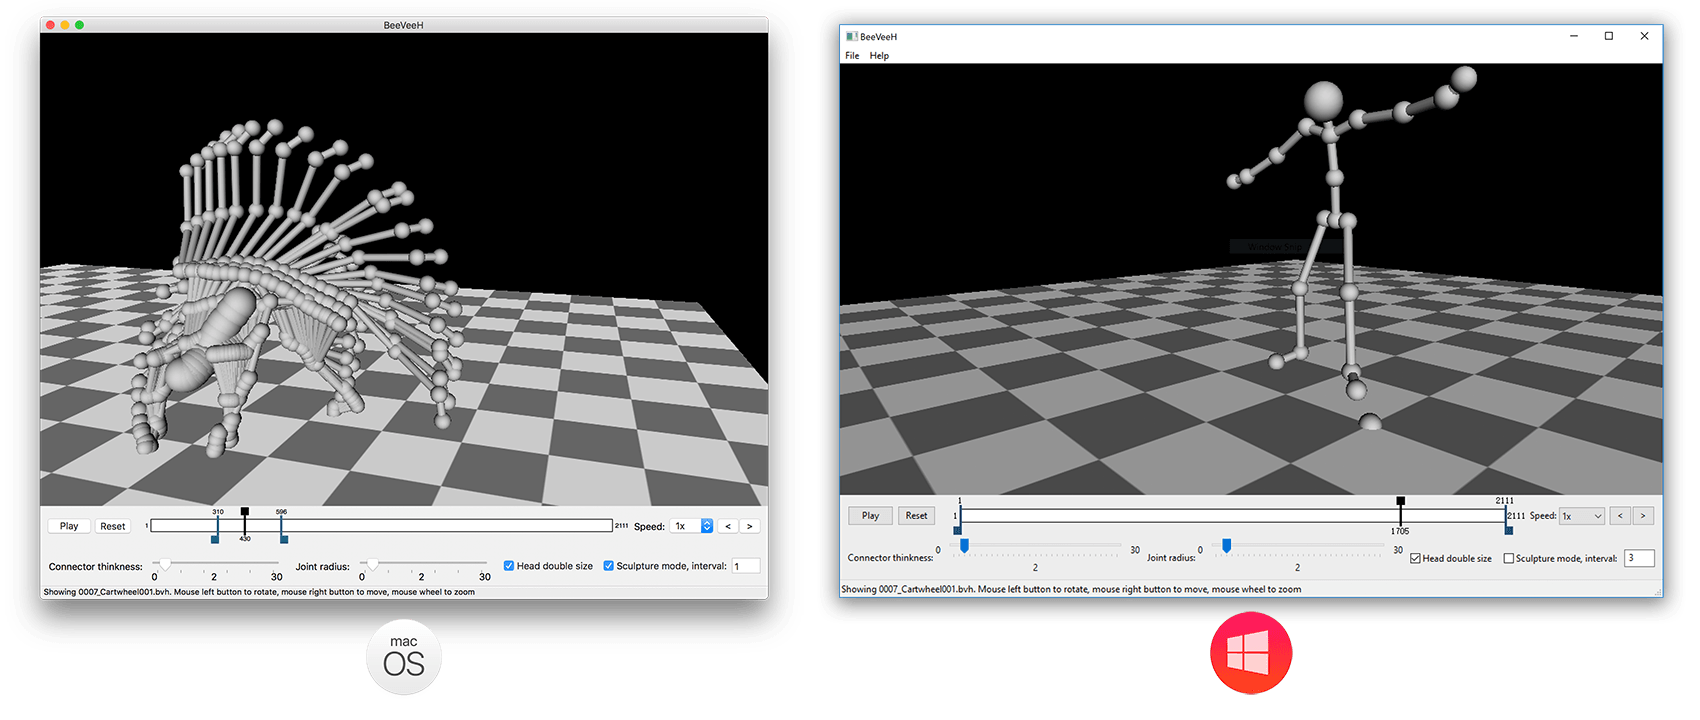 BeeVeeH
310
596
1
2111
430
Play
Reset
Speed:
1x
<
>
Connector thinkness:
0
2
30
Joint radius:
0
2
30
Head double size
Sculpture mode, interval:
1
Showing 0007_Cartwheel001.bvh. Mouse left button to rotate, mouse right button to move, mouse wheel to zoom
mac
OS
BeeVeeH
File
Help
Window Snip
1
2111
Play
Reset
1
2111
Speed:
1x
<
>
1705
Connector thinkness:
0
30
2
Joint radius:
0
30
2
Head double size
Sculpture mode, interval:
3
Showing 0007_Cartwheel001.bvh. Mouse left button to rotate, mouse right button to move, mouse wheel to zoom